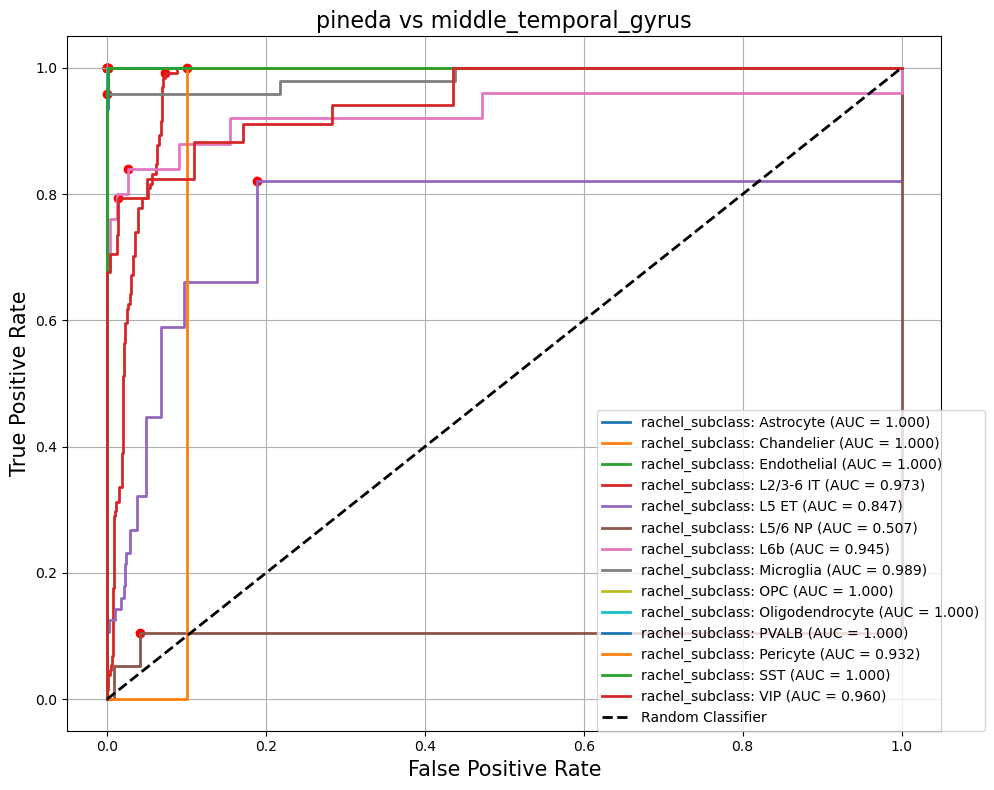 pineda vs middle_temporal_gyrus
True Positive Rate
1.0
0.8
0.6
0.4
0.2
0.0
rachel_subclass: Astrocyte (AUC = 1.000)
rachel_subclass: Chandelier (AUC = 1.000)
rachel_subclass: Endothelial (AUC = 1.000)
rachel_subclass: L2/3-6 IT (AUC = 0.973)
rachel_subclass: L5 ET (AUC = 0.847)
rachel_subclass: L5/6 NP (AUC = 0.507)
rachel_subclass: L6b (AUC = 0.945)
rachel_subclass: Microglia (AUC = 0.989)
rachel_subclass: OPC (AUC = 1.000)
rachel_subclass: Oligodendrocyte (AUC = 1.000)
rachel_subclass: PVALB (AUC = 1.000)
rachel_subclass: Pericyte (AUC = 0.932)
rachel_subclass: SST (AUC = 1.000)
rachel_subclass: VIP (AUC = 0.960)
Random Classifier
0.0 0.2 0.4 0.6 0.8 1.0
False Positive Rate